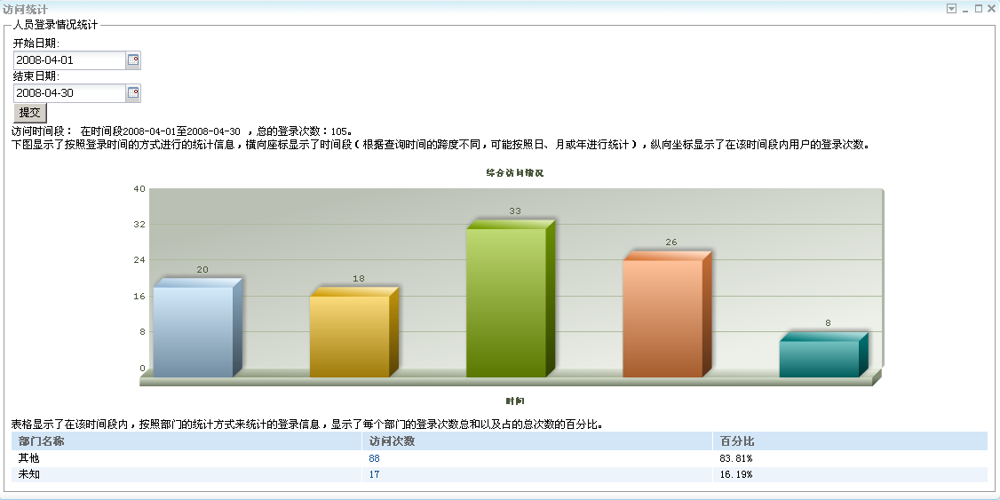 访问统计
人员登录情况统计
开始日期:
2008-04-01
结束日期:
2008-04-30
提交
访问时间段： 在时间段2008-04-01至2008-04-30 ，总的登录次数：105。
下图显示了按照登录时间的方式进行的统计信息，横向座标显示了时间段（根据查询时间的跨度不同，可能按照日、月或年进行统计），纵向坐标显示了在该时间段内用户的登录次数。
综合访问情况
40
32
24
16
8
0
20
18
33
26
8
时间
表格显示了在该时间段内，按照部门的统计方式来统计的登录信息，显示了每个部门的登录次数总和以及占的总次数的百分比。
部门名称 访问次数 百分比
其他 88 83.81%
未知 17 16.19%